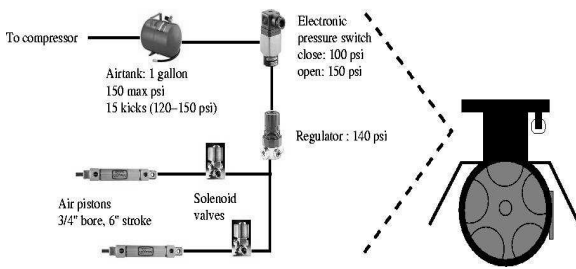 To compressor
Airtank: 1 gallon
150 max psi
15 kicks (120–150 psi)
Electronic
pressure switch
close: 100 psi
open: 150 psi
Regulator : 140 psi
Air pistons
3/4" bore, 6" stroke
Solenoid
valves